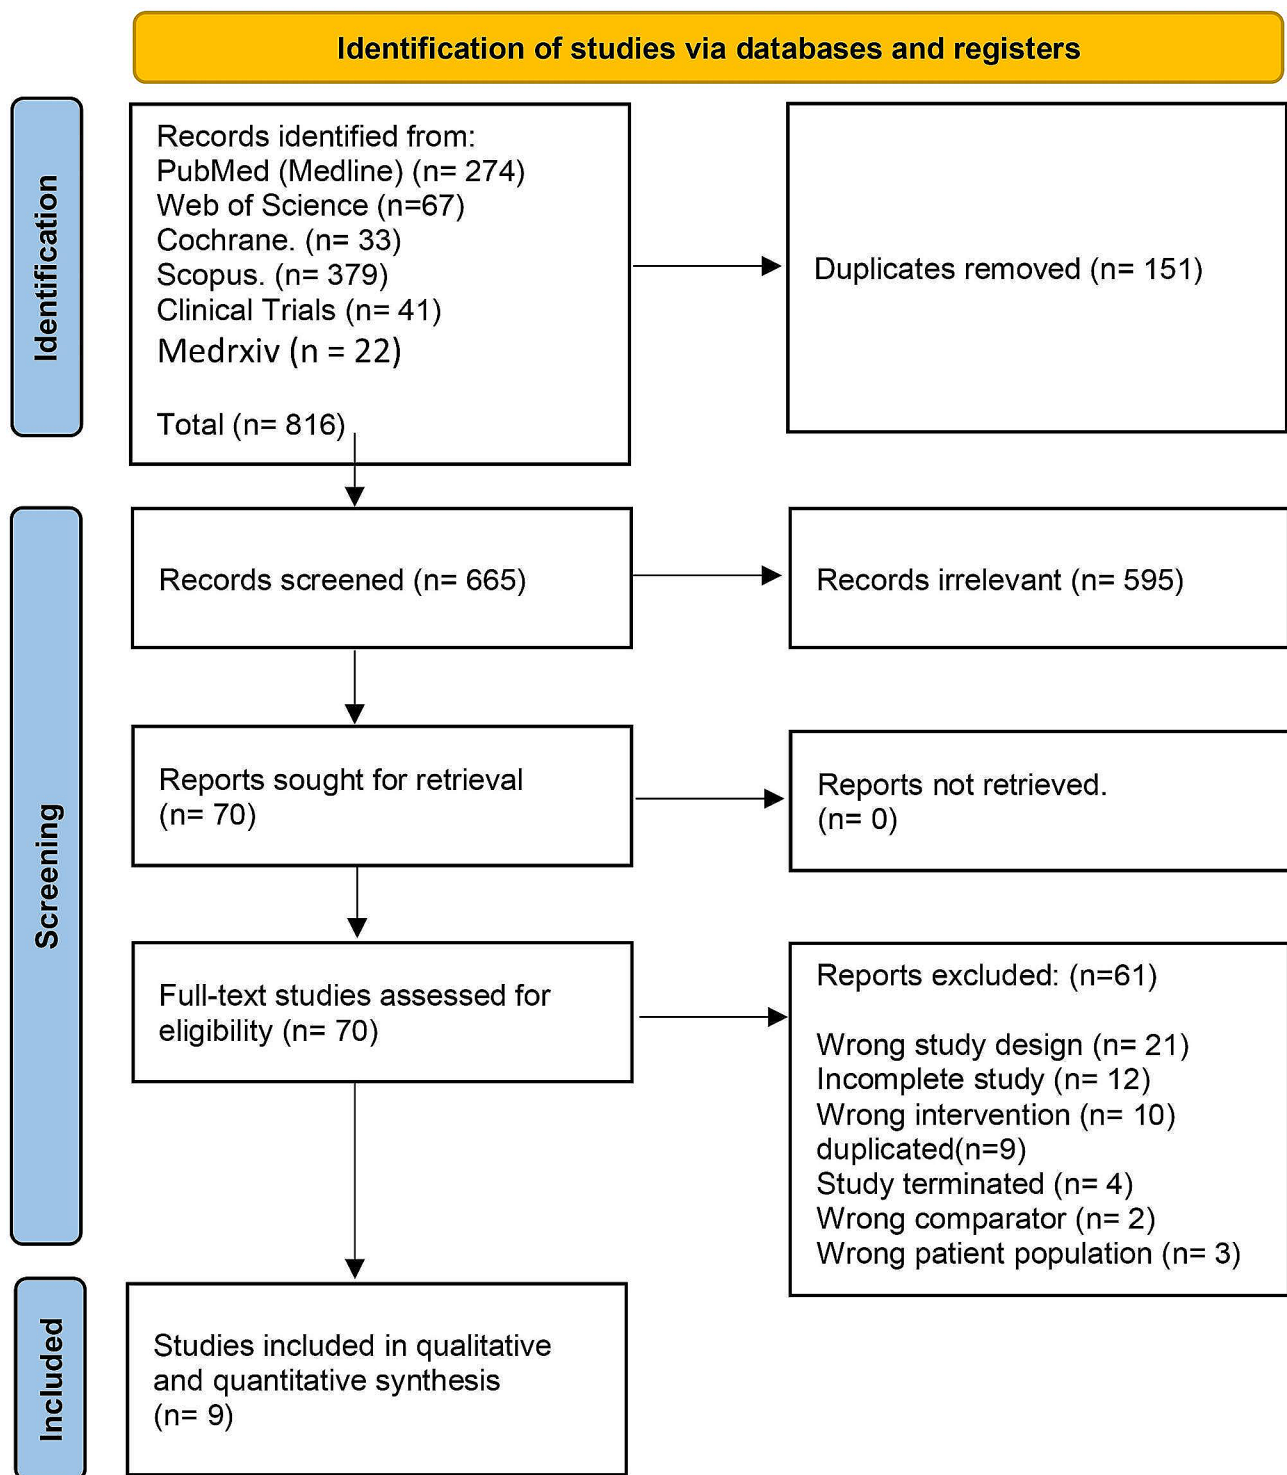 Identification of studies via databases and registers
Identification
Records identified from:
PubMed (Medline) (n= 274)
Web of Science (n=67)
Cochrane. (n= 33)
Scopus. (n= 379)
Clinical Trials (n= 41)
Medrxiv (n = 22)
Total (n= 816)
Duplicates removed (n= 151)
Screening
Records screened (n= 665)
Records irrelevant (n= 595)
Reports sought for retrieval
(n= 70)
Reports not retrieved.
(n= 0)
Full-text studies assessed for
eligibility (n= 70)
Reports excluded: (n=61)
Wrong study design (n= 21)
Incomplete study (n= 12)
Wrong intervention (n= 10)
duplicated(n=9)
Study terminated (n= 4)
Wrong comparator (n= 2)
Wrong patient population (n= 3)
Included
Studies included in qualitative
and quantitative synthesis
(n= 9)